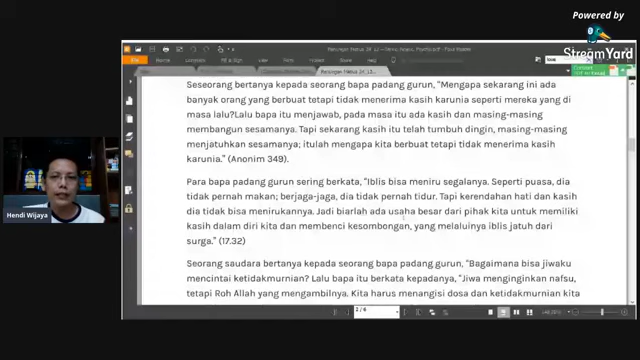 Powered by
StreamYard
Seseorang bertanya kepada seorang bapa padang gurun, "Mengapa sekarang ini ada
banyak orang yang berbuat tetapi tidak menerima kasih karunia seperti mereka yang di
masa lalu?Lalu bapa itu menjawab, pada masa itu ada kasih dan masing-masing
membangun sesamanya. Tapi sekarang kasih itu telah tumbuh dingin, masing-masing
menjatuhkan sesamanya; itulah mengapa kita berbuat tetapi tidak menerima kasih
karunia." (Anonim 349).
Para bapa padang gurun sering berkata, "Iblis bisa meniru segalanya. Seperti puasa, dia
tidak pernah makan; berjaga-jaga, dia tidak pernah tidur. Tapi kerendahan hati dan kasih
dia tidak bisa menirukannya. Jadi biarlah ada usaha besar dari pihak kita untuk memiliki
kasih dalam diri kita dan membenci kesombongan, yang melaluinya iblis jatuh dari
surga." (17.32)
Seorang saudara bertanya kepada seorang bapa padang gurun, "Bagaimana bisa jiwaku
mencintai ketidakmurnian? Lalu bapa itu berkata kepadanya, "Jiwa menginginkan nafsu,
tetapi Roh Allah yang mengambilnya. Kita harus menangisi dosa dan ketidakmurnian kita
Hendi Wijaya